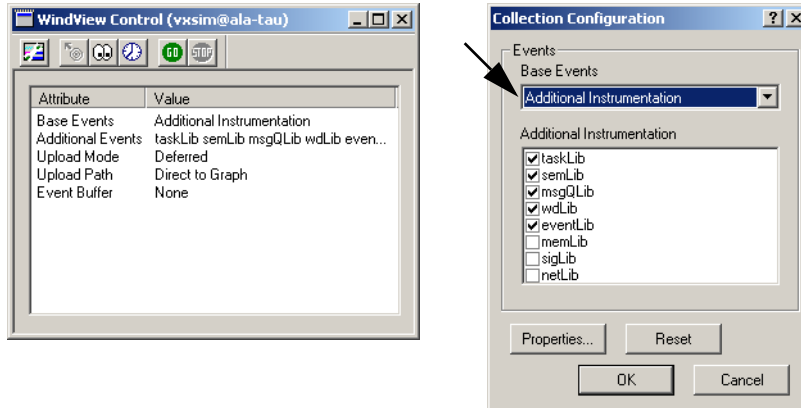 WindView Control (vxsim@ala-tau)
GO STOP
Attribute Value
Base Events Additional Instrumentation
Additional Events taskLib semLib msgQLib wdLib even...
Upload Mode Deferred
Upload Path Direct to Graph
Event Buffer None
Collection Configuration
Events
Base Events
Additional Instrumentation
Additional Instrumentation
taskLib
semLib
msgQLib
wdLib
eventLib
memLib
sigLib
netLib
Properties... Reset
OK Cancel